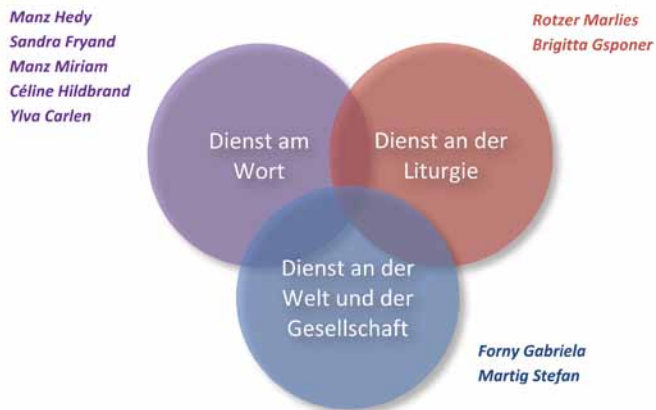 Manz Hedy
Sandra Fryand
Manz Miriam
Céline Hildbrand
Ylva Carlen
Rotzer Marlies
Brigitta Gsponer
Dienst am
Wort
Dienst an der
Liturgie
Dienst an der
Welt und der
Gesellschaft
Forny Gabriela
Martig Stefan